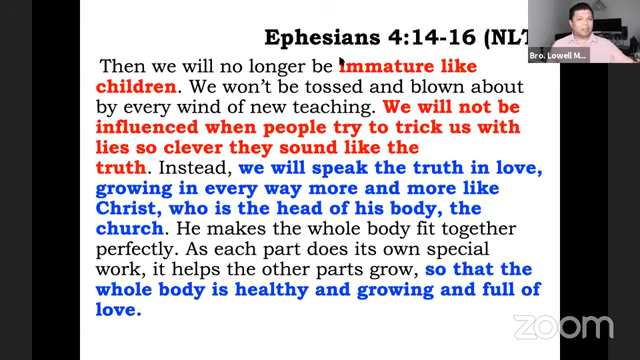 Ephesians 4:14-16 (NLT
Bro. Lowell M...
Then we will no longer be immature like
children. We won't be tossed and blown about
by every wind of new teaching. We will not be
influenced when people try to trick us with
lies so clever they sound like the
truth. Instead, we will speak the truth in love,
growing in every way more and more like
Christ, who is the head of his body, the
church. He makes the whole body fit together
perfectly. As each part does its own special
work, it helps the other parts grow, so that the
whole body is healthy and growing and full of
love.
zoom